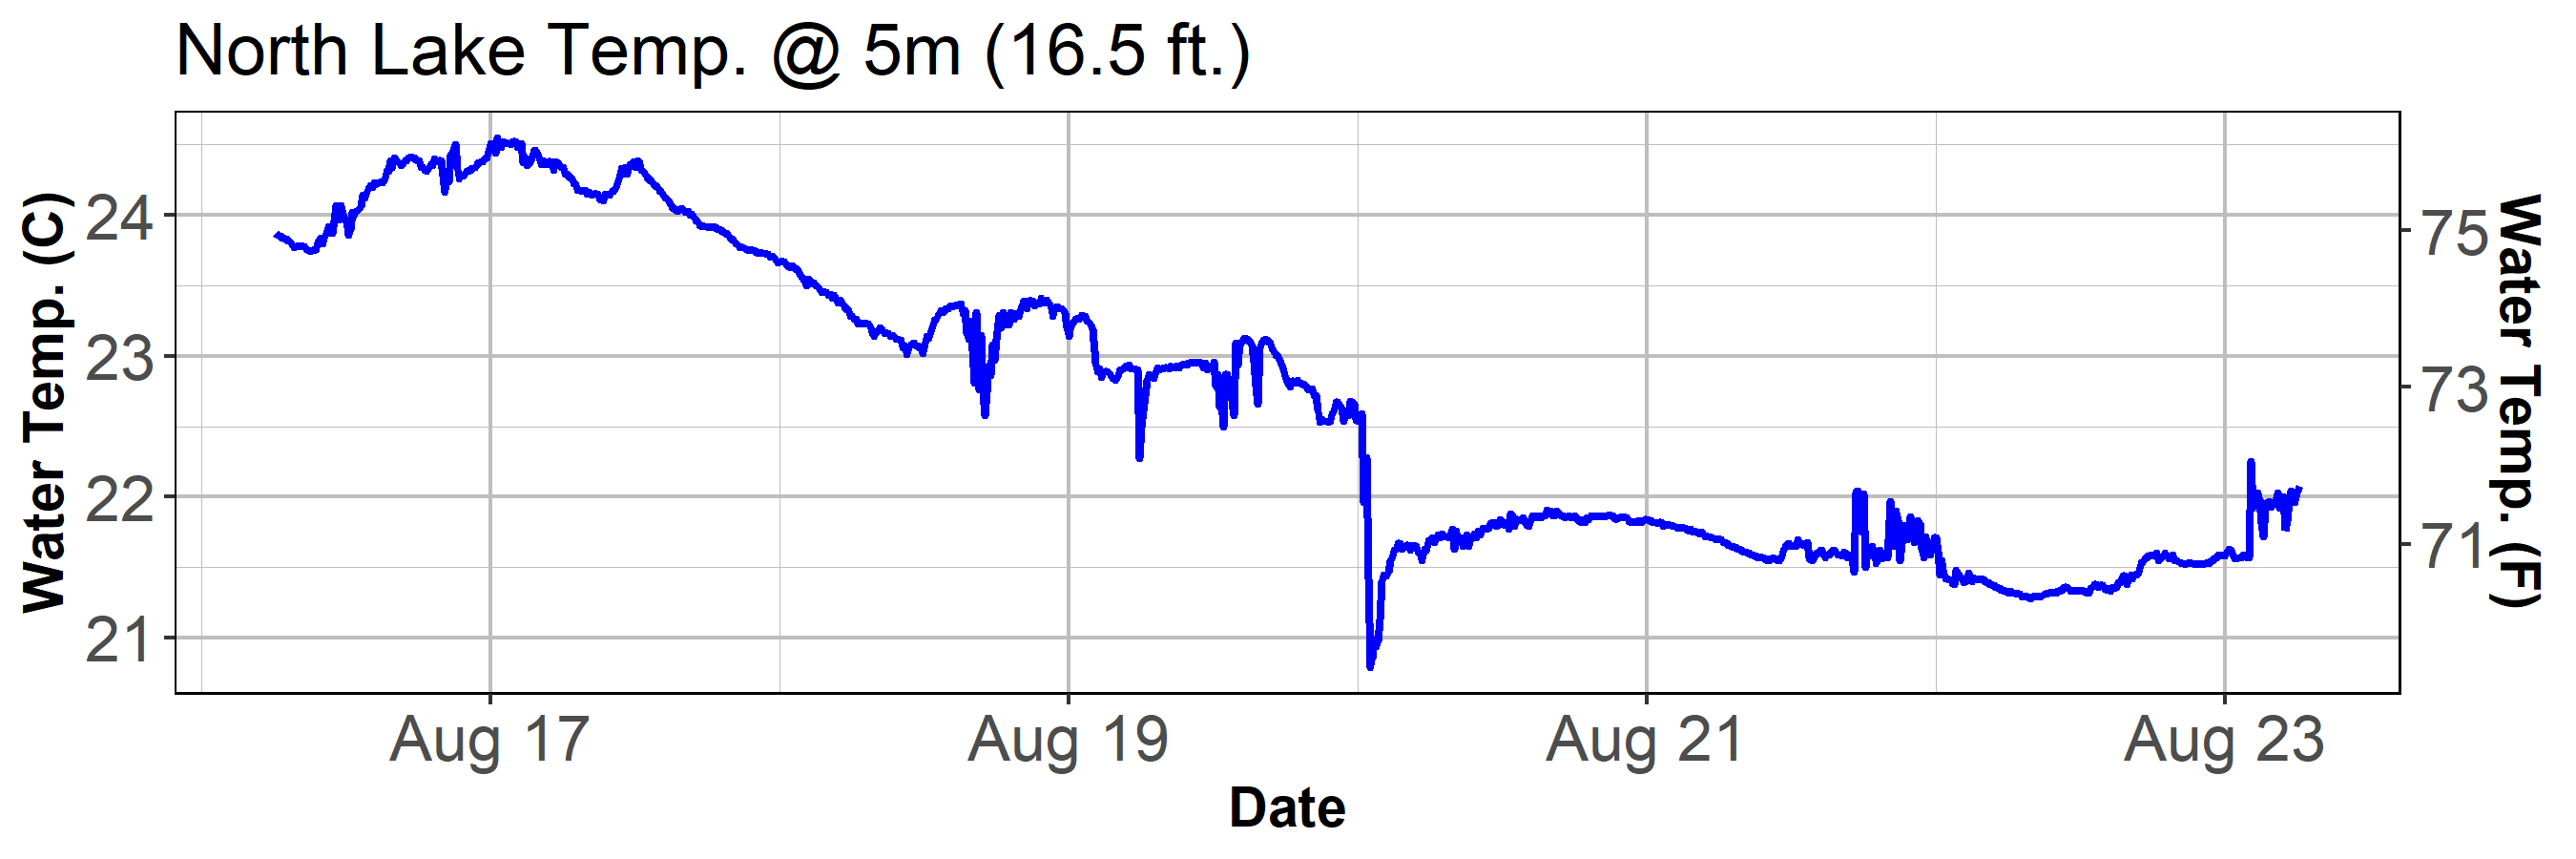 North Lake Temp. @ 5m (16.5 ft.)
Water Temp. (C)
24
23
22
21
75
73
71
Water Temp. (F)
Aug 17
Aug 19
Aug 21
Aug 23
Date